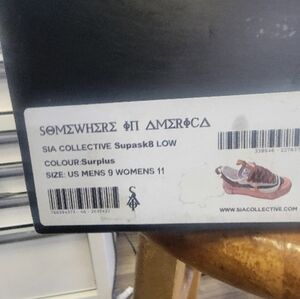 SOMEWHERE IN AMERICA
SIA COLLECTIVE Supask8 LOW
COLOUR:Surplus
SIZE: US MENS 9 WOMENS 11
WWW.SIACOLLECTIVE.COM